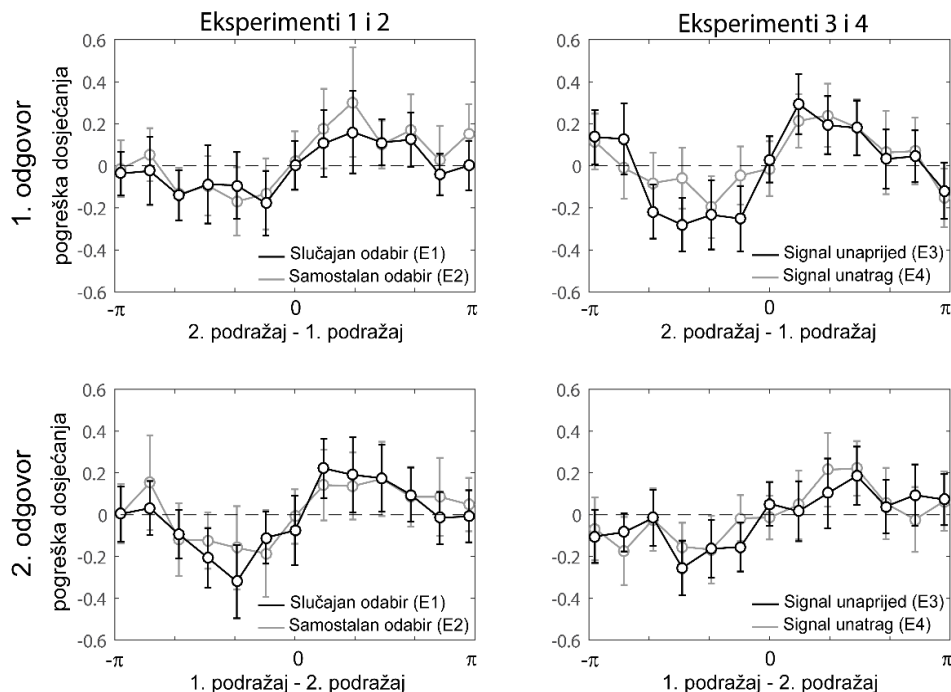 Eksperimenti 1 i 2
Eksperimenti 3 i 4
1. odgovor
pogreška dosjećanja
0.6
0.4
0.2
0
-0.2
-0.4
-0.6
Slučajan odabir (E1)
Samostalan odabir (E2)
-π
0
π
2. podražaj - 1. podražaj
0.6
0.4
0.2
0
-0.2
-0.4
-0.6
Signal unaprijed (E3)
Signal unatrag (E4)
-π
0
π
2. podražaj - 1. podražaj
2. odgovor
pogreška dosjećanja
0.6
0.4
0.2
0
-0.2
-0.4
-0.6
Slučajan odabir (E1)
Samostalan odabir (E2)
-π
0
π
1. podražaj - 2. podražaj
0.6
0.4
0.2
0
-0.2
-0.4
-0.6
Signal unaprijed (E3)
Signal unatrag (E4)
-π
0
π
1. podražaj - 2. podražaj